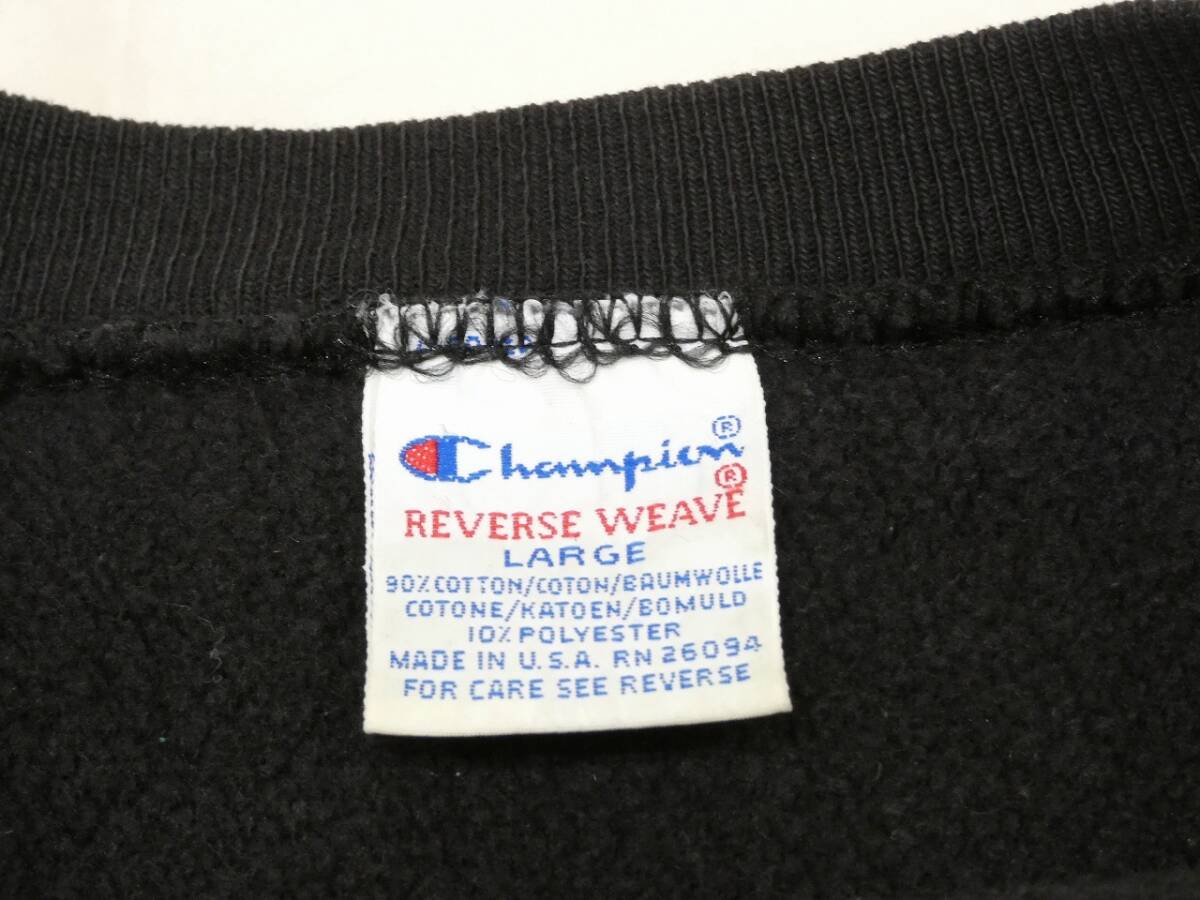 Champion®
REVERSE WEAVE®
LARGE
90% COTTON/COTON/BAUMWOLLE
COTONE/KATOEN/BOMULD
10% POLYESTER
MADE IN U.S.A. RN 26094
FOR CARE SEE REVERSE